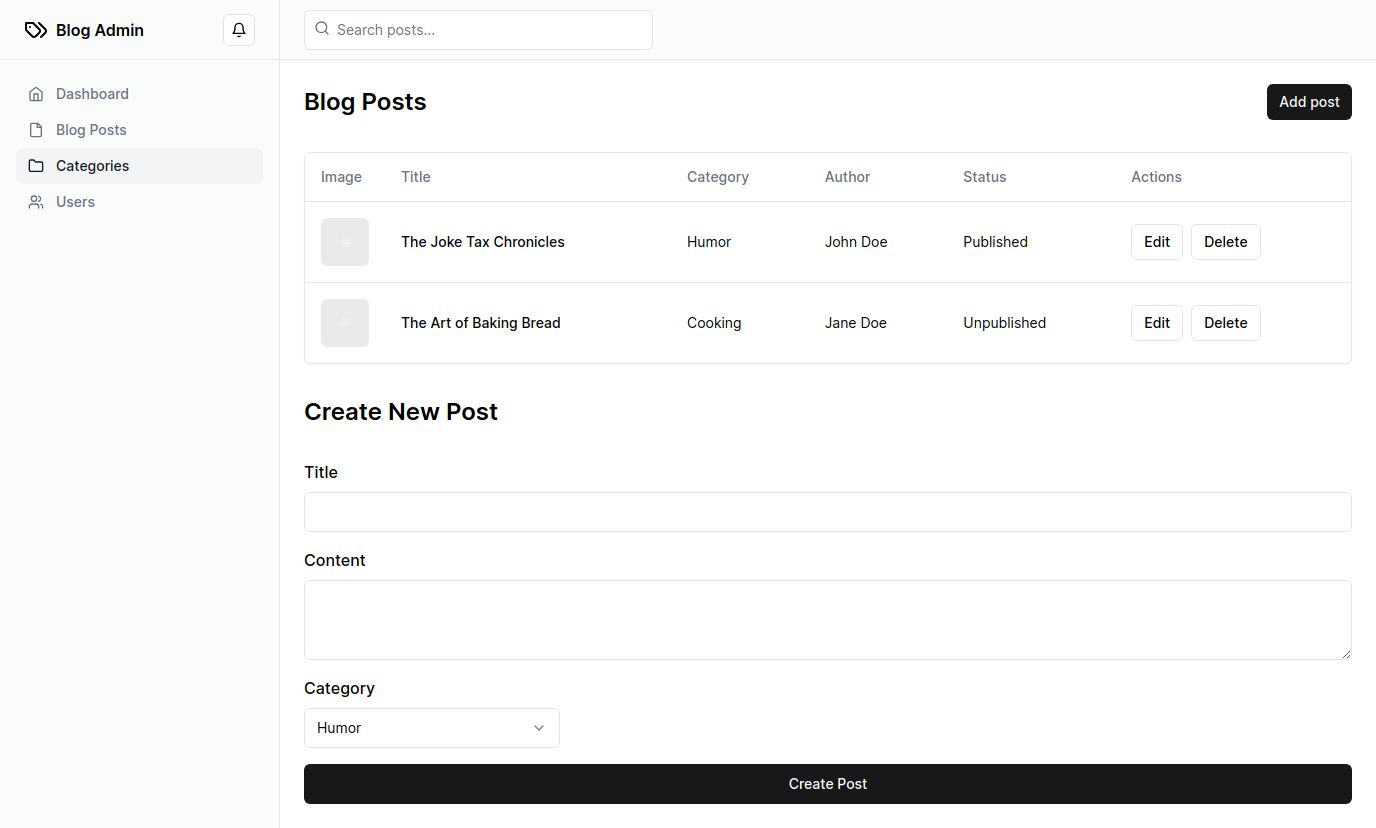 Blog Admin
Search posts...
Dashboard
Blog Posts
Categories
Users
Blog Posts
Add post
Image Title Category Author Status Actions
The Joke Tax Chronicles Humor John Doe Published Edit Delete
The Art of Baking Bread Cooking Jane Doe Unpublished Edit Delete
Create New Post
Title
Content
Category
Humor
Create Post